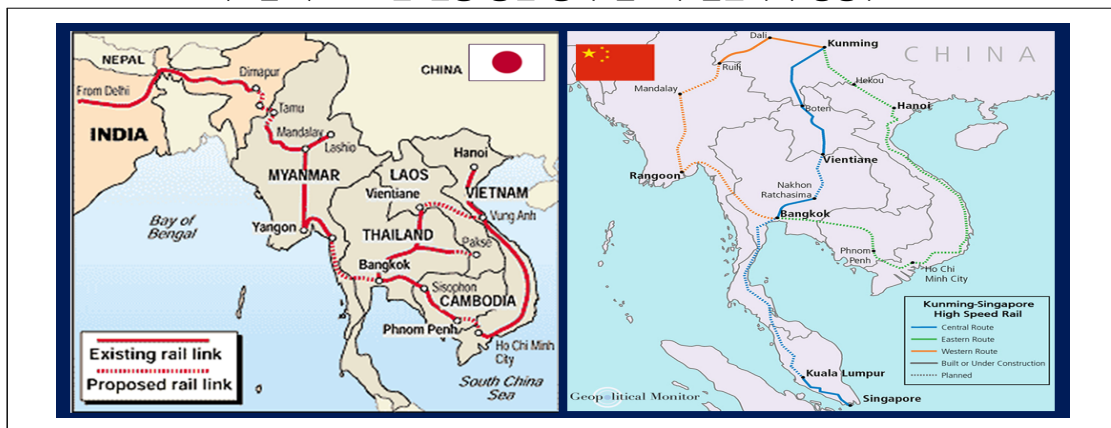 NEPAL
CHINA
From Delhi
Dimapur
Tamu
INDIA
Mandalay
Lashio
Hanoi
MYANMAR
LAOS
Vientiane
VIETNAM
Vung Anh
Bay of
Bengal
Yangon
THAILAND
Pakse
Bangkok
Sisophon
CAMBODIA
Phnom Penh
Ho Chi Minh
City
Existing rail link
Proposed rail link
South China
Sea
Dali
Kunming
CHINA
Ruili
Hekou
Mandalay
Hanoi
Boten
Vientiane
Rangoon
Nakhon
Ratchasima
Bangkok
Phnom
Penh
Ho Chi
Minh City
Kunming-Singapore
High Speed Rail
Central Route
Eastern Route
Western Route
Built or Under Construction
Planned
Kuala Lumpur
Geopolitical Monitor
Singapore